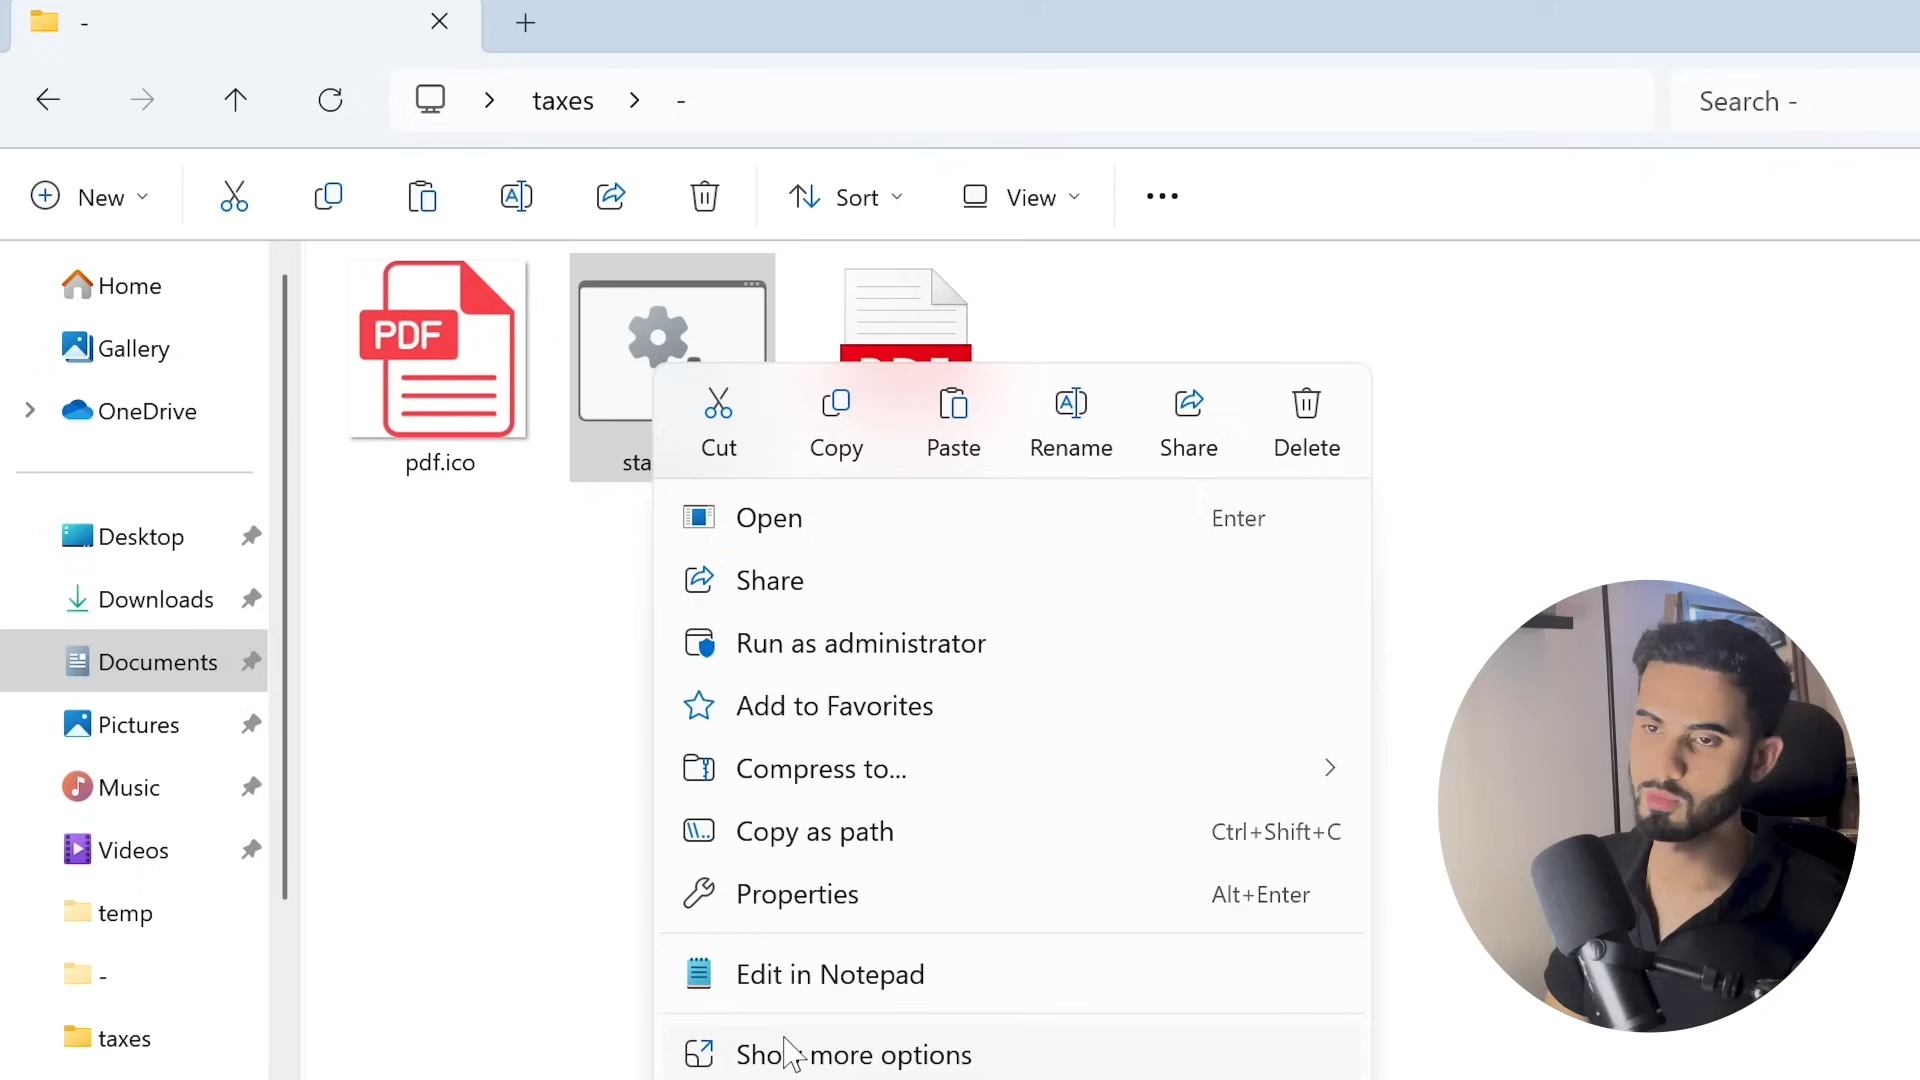 -
taxes
-
Search -
New
Sort
View
Home
Gallery
OneDrive
Desktop
Downloads
Documents
Pictures
Music
Videos
temp
-
taxes
PDF
pdf.ico
sta
Cut
Copy
Paste
Rename
Share
Delete
Open Enter
Share
Run as administrator
Add to Favorites
Compress to...
Copy as path Ctrl+Shift+C
Properties Alt+Enter
Edit in Notepad
Show more options